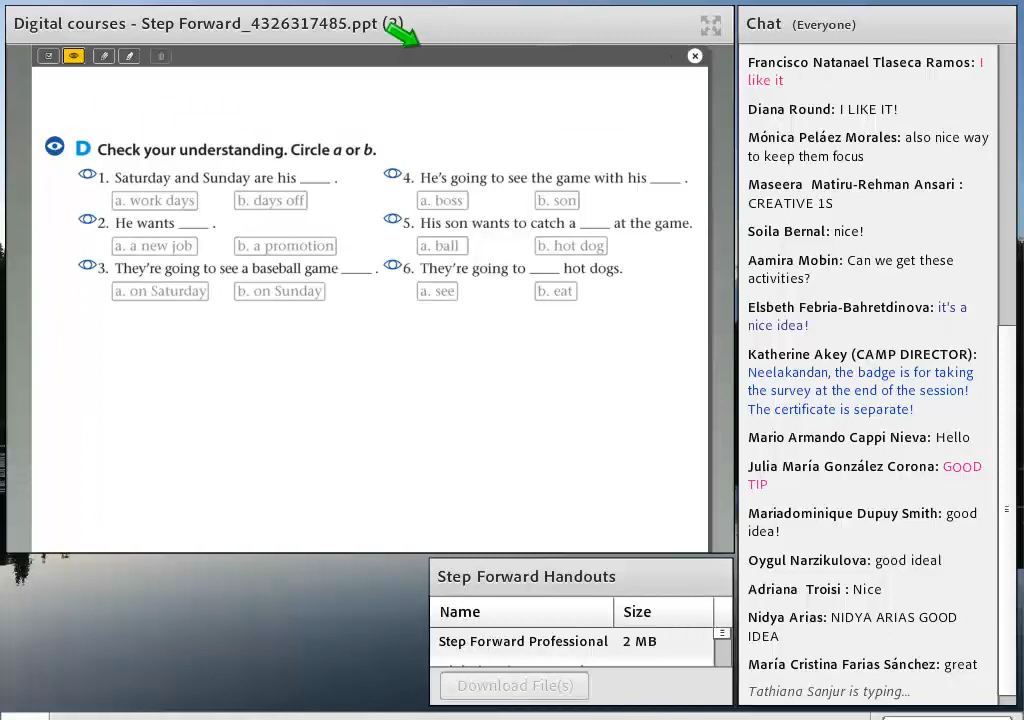 Digital courses - Step Forward_4326317485.ppt (2)
D Check your understanding. Circle a or b.
1. Saturday and Sunday are his ____ .
a. work days b. days off
2. He wants ____ .
a. a new job b. a promotion
3. They're going to see a baseball game ____ .
a. on Saturday b. on Sunday
4. He's going to see the game with his ____ .
a. boss b. son
5. His son wants to catch a ____ at the game.
a. ball b. hot dog
6. They're going to ____ hot dogs.
a. see b. eat
Step Forward Handouts
Name Size
Step Forward Professional 2 MB
Download File(s)
Chat (Everyone)
Francisco Natanael Tlaseca Ramos: I
like it
Diana Round: I LIKE IT!
Mónica Peláez Morales: also nice way
to keep them focus
Maseera Matiru-Rehman Ansari :
CREATIVE 1S
Soila Bernal: nice!
Aamira Mobin: Can we get these
activities?
Elsbeth Febria-Bahretdinova: it's a
nice idea!
Katherine Akey (CAMP DIRECTOR):
Neelakandan, the badge is for taking
the survey at the end of the session!
The certificate is separate!
Mario Armando Cappi Nieva: Hello
Julia María González Corona: GOOD
TIP
Mariadominique Dupuy Smith: good
idea!
Oygul Narzikulova: good ideal
Adriana Troisi : Nice
Nidya Arias: NIDYA ARIAS GOOD
IDEA
María Cristina Farias Sánchez: great
Tathiana Sanjur is typing...